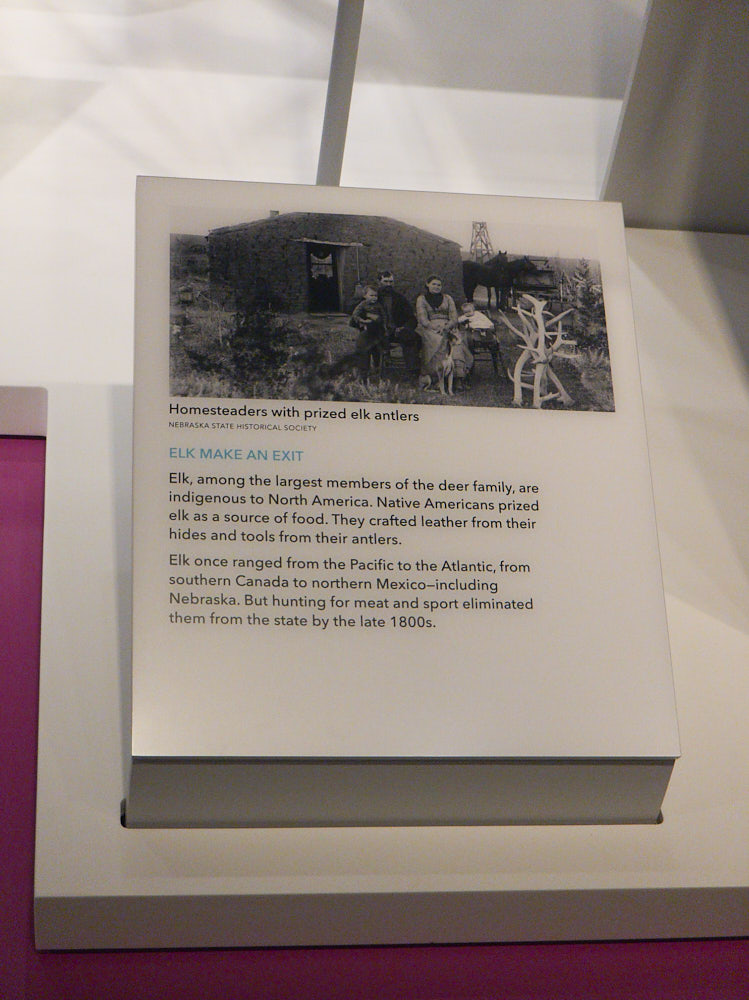 Homesteaders with prized elk antlers
NEBRASKA STATE HISTORICAL SOCIETY
ELK MAKE AN EXIT
Elk, among the largest members of the deer family, are
indigenous to North America. Native Americans prized
elk as a source of food. They crafted leather from their
hides and tools from their antlers.
Elk once ranged from the Pacific to the Atlantic, from
southern Canada to northern Mexico—including
Nebraska. But hunting for meat and sport eliminated
them from the state by the late 1800s.